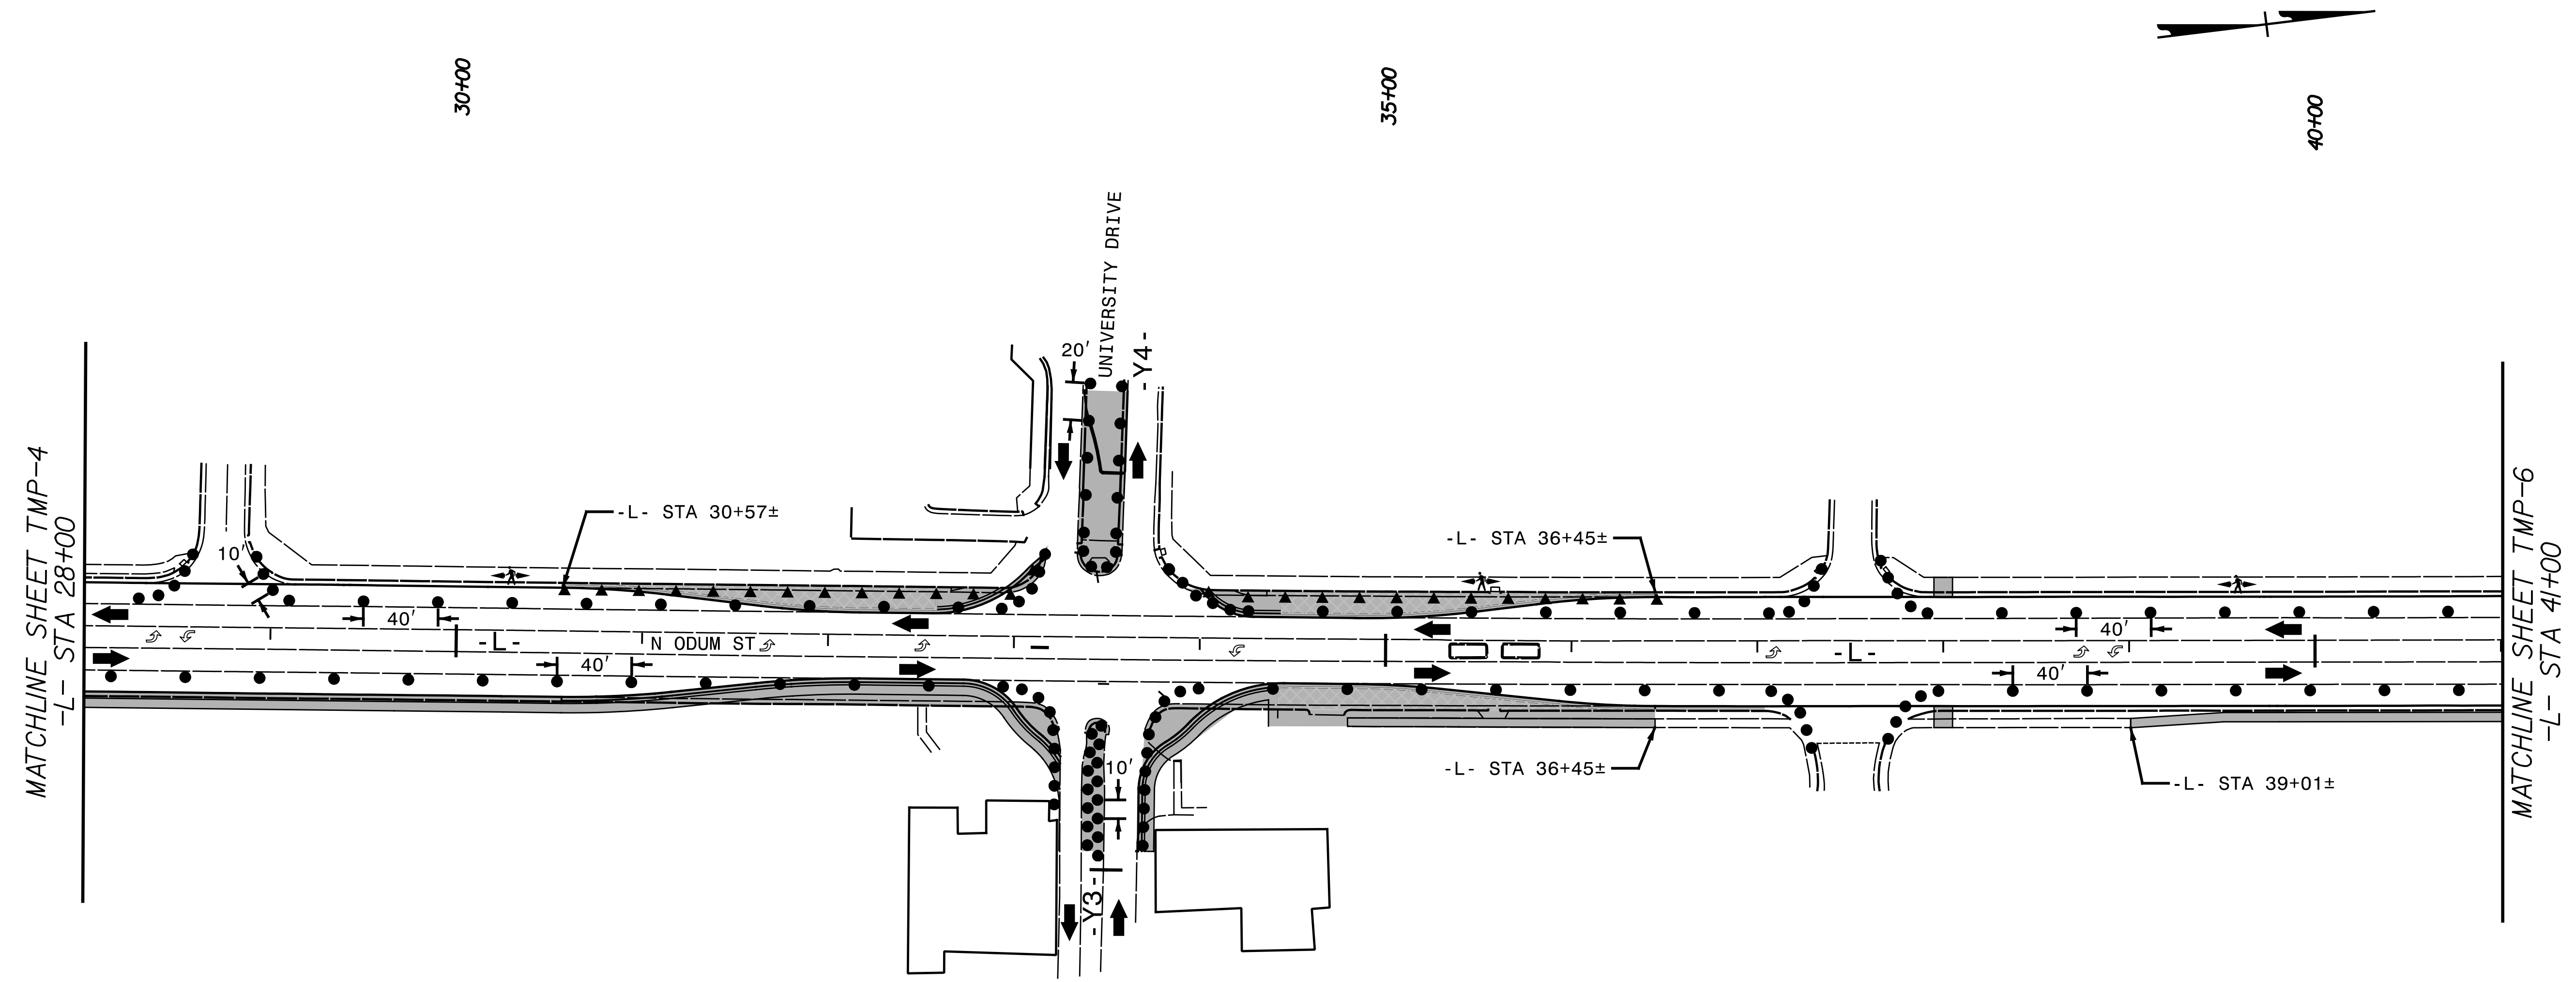 30+00
35+00
40+00
UNIVERSITY DRIVE
-Y4-
20'
MATCHLINE SHEET TMP-4
-L- STA 28+00
10'
-L- STA 30+57±
-L- STA 36+45±
40'
-L-
N ODUM ST
40'
40'
-L-
40'
10'
-L- STA 36+45±
-L- STA 39+01±
-Y3-
MATCHLINE SHEET TMP-6
-L- STA 41+00